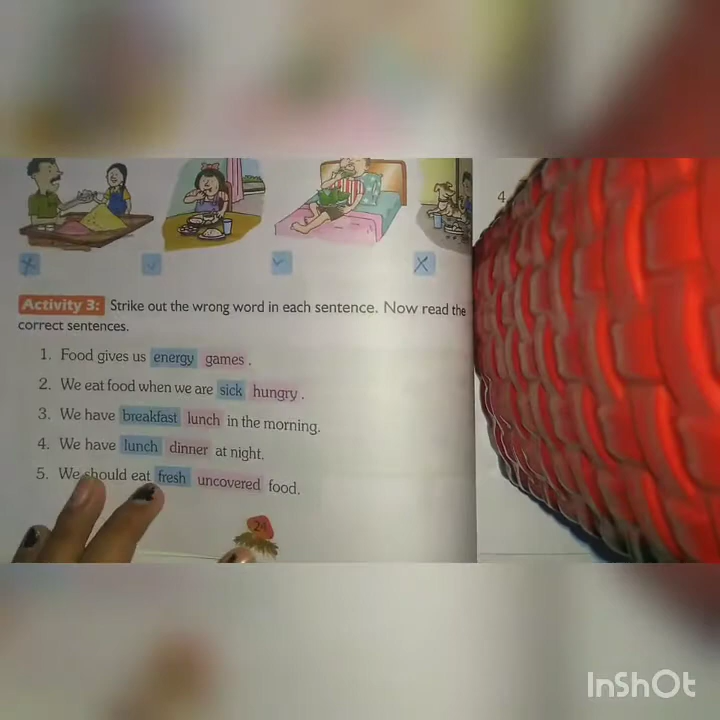 4.
Activity 3: Strike out the wrong word in each sentence. Now read the
correct sentences.
1. Food gives us energy games .
2. We eat food when we are sick hungry .
3. We have breakfast lunch in the morning.
4. We have lunch dinner at night.
5. We should eat fresh uncovered food.
24
InShOt